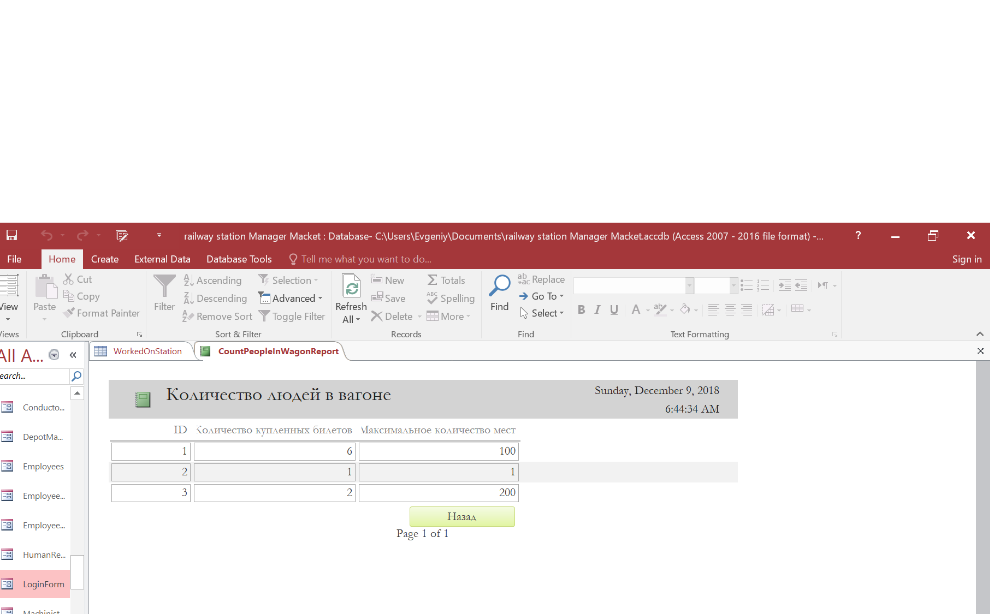 railway station Manager Macket : Database- C:\Users\Evgeniy\Documents\railway station Manager Macket.accdb (Access 2007 - 2016 file format) -... ?
File Home Create External Data Database Tools Tell me what you want to do... Sign in
Cut
Copy
Format Painter
Paste
Clipboard
View
Views
Filter
Ascending
Descending
Remove Sort
Selection
Advanced
Toggle Filter
Sort & Filter
Refresh
All
New
Save
Delete
Totals
Spelling
More
Records
Find
Replace
Go To
Select
Find
B I U A
Text Formatting
All A...
earch...
Conducto...
DepotMa...
Employees
Employee...
Employee...
HumanRe...
LoginForm
Machinist
WorkedOnStation CountPeopleInWagonReport
Количество людей в вагоне
Sunday, December 9, 2018
6:44:34 AM
ID Количество купленных билетов Максимальное количество мест
1 6 100
2 1 1
3 2 200
Назад
Page 1 of 1